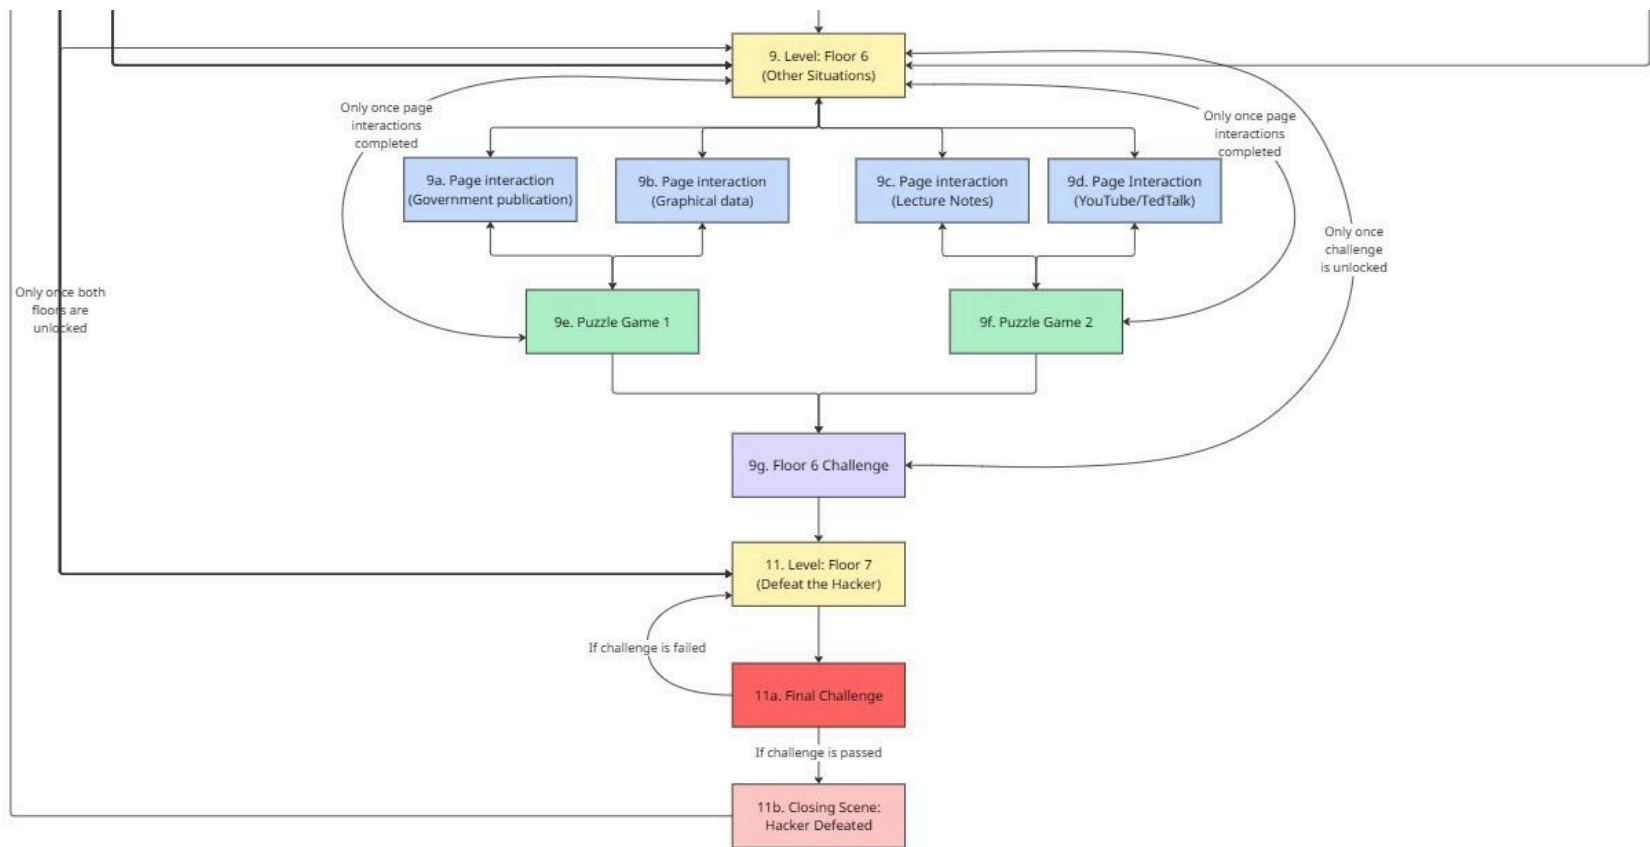 9. Level: Floor 6
(Other Situations)
Only once page
interactions
completed
Only once page
interactions
completed
9a. Page interaction
(Government publication)
9b. Page interaction
(Graphical data)
9c. Page interaction
(Lecture Notes)
9d. Page Interaction
(YouTube/TedTalk)
Only once
challenge
is unlocked
Only once both
floors are
unlocked
9e. Puzzle Game 1
9f. Puzzle Game 2
9g. Floor 6 Challenge
11. Level: Floor 7
(Defeat the Hacker)
If challenge is failed
11a. Final Challenge
If challenge is passed
11b. Closing Scene:
Hacker Defeated